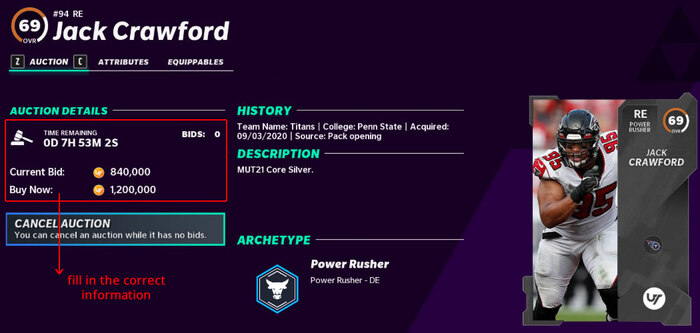 69
OVR
#94 RE
Jack Crawford
Z AUCTION C ATTRIBUTES EQUIPPABLES
AUCTION DETAILS
TIME REMAINING
0D 7H 53M 2S
BIDS: 0
Current Bid: 840,000
Buy Now: 1,200,000
CANCEL AUCTION
You can cancel an auction while it has no bids.
fill in the correct
information
HISTORY
Team Name: Titans | College: Penn State | Acquired:
09/03/2020 | Source: Pack opening
DESCRIPTION
MUT21 Core Silver.
ARCHETYPE
Power Rusher
Power Rusher - DE
RE
POWER
RUSHER
69
OVR
JACK
CRAWFORD
95
95
UT